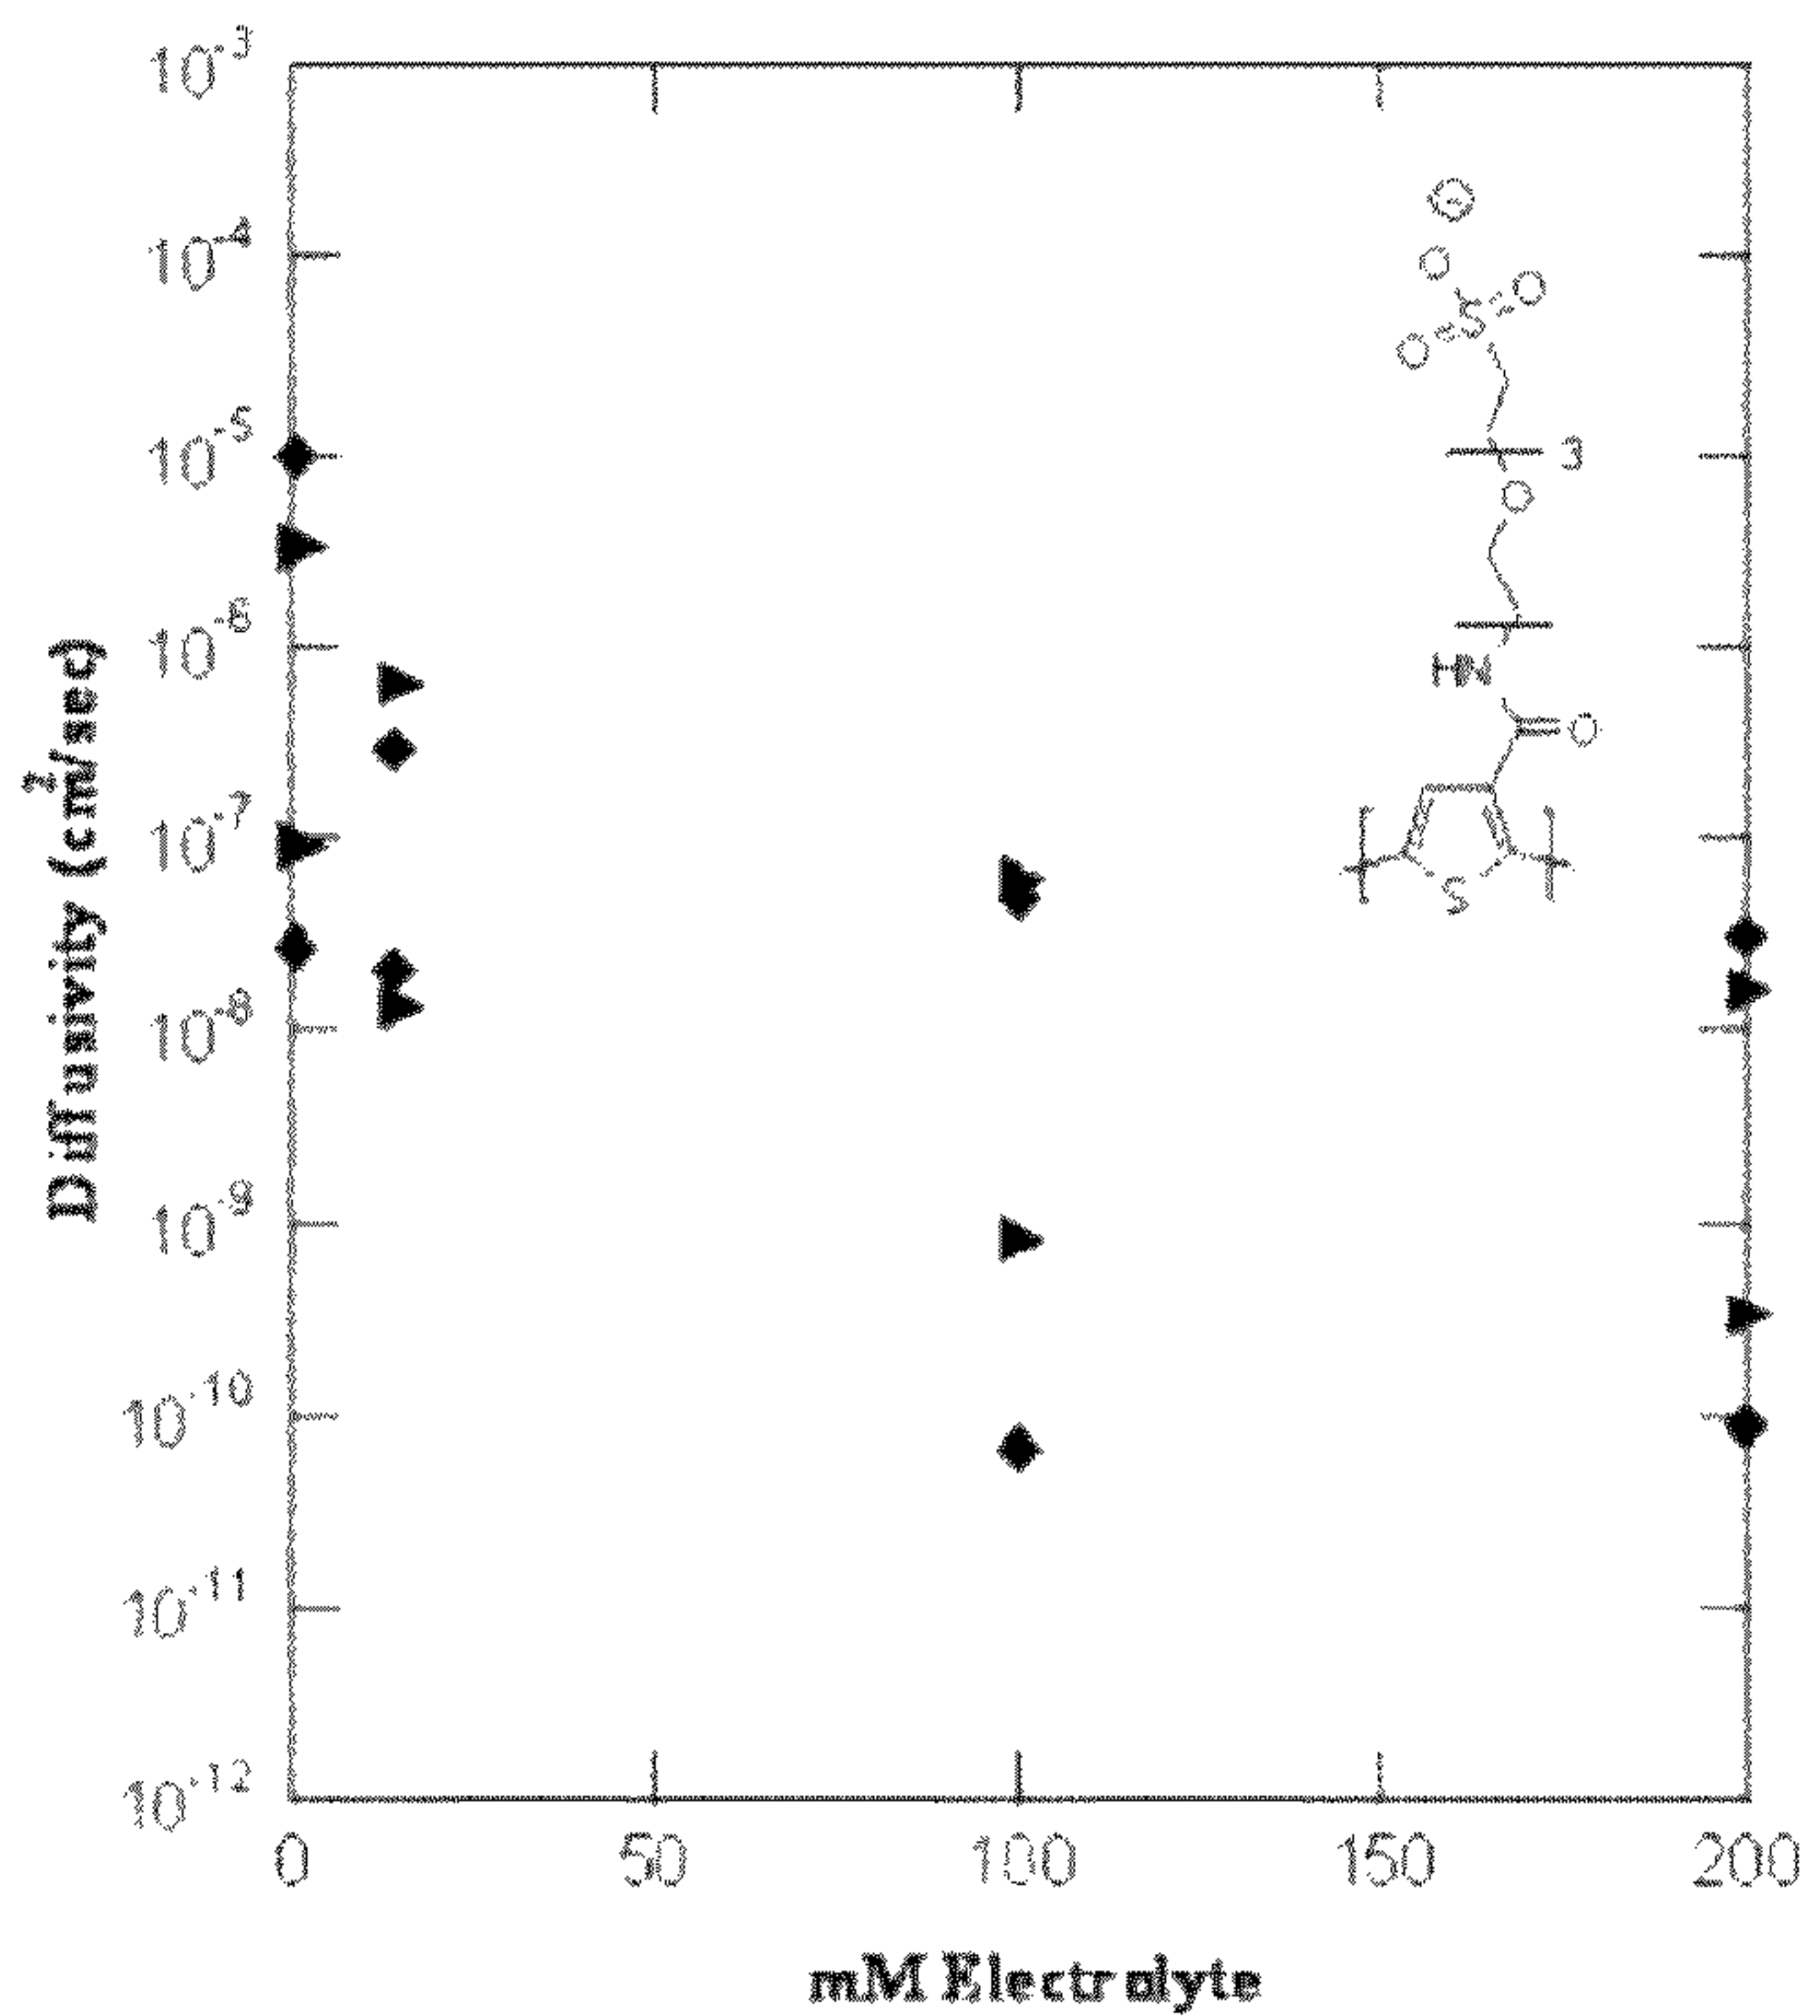 10-3
10-4
10-5
10-6
10-7
10-8
10-9
10-10
10-11
10-12
Diffusivity (cm2/sec)
-
O
O
S
O
3
O
HN
O
S
0 50 100 150 200
mM Electrolyte